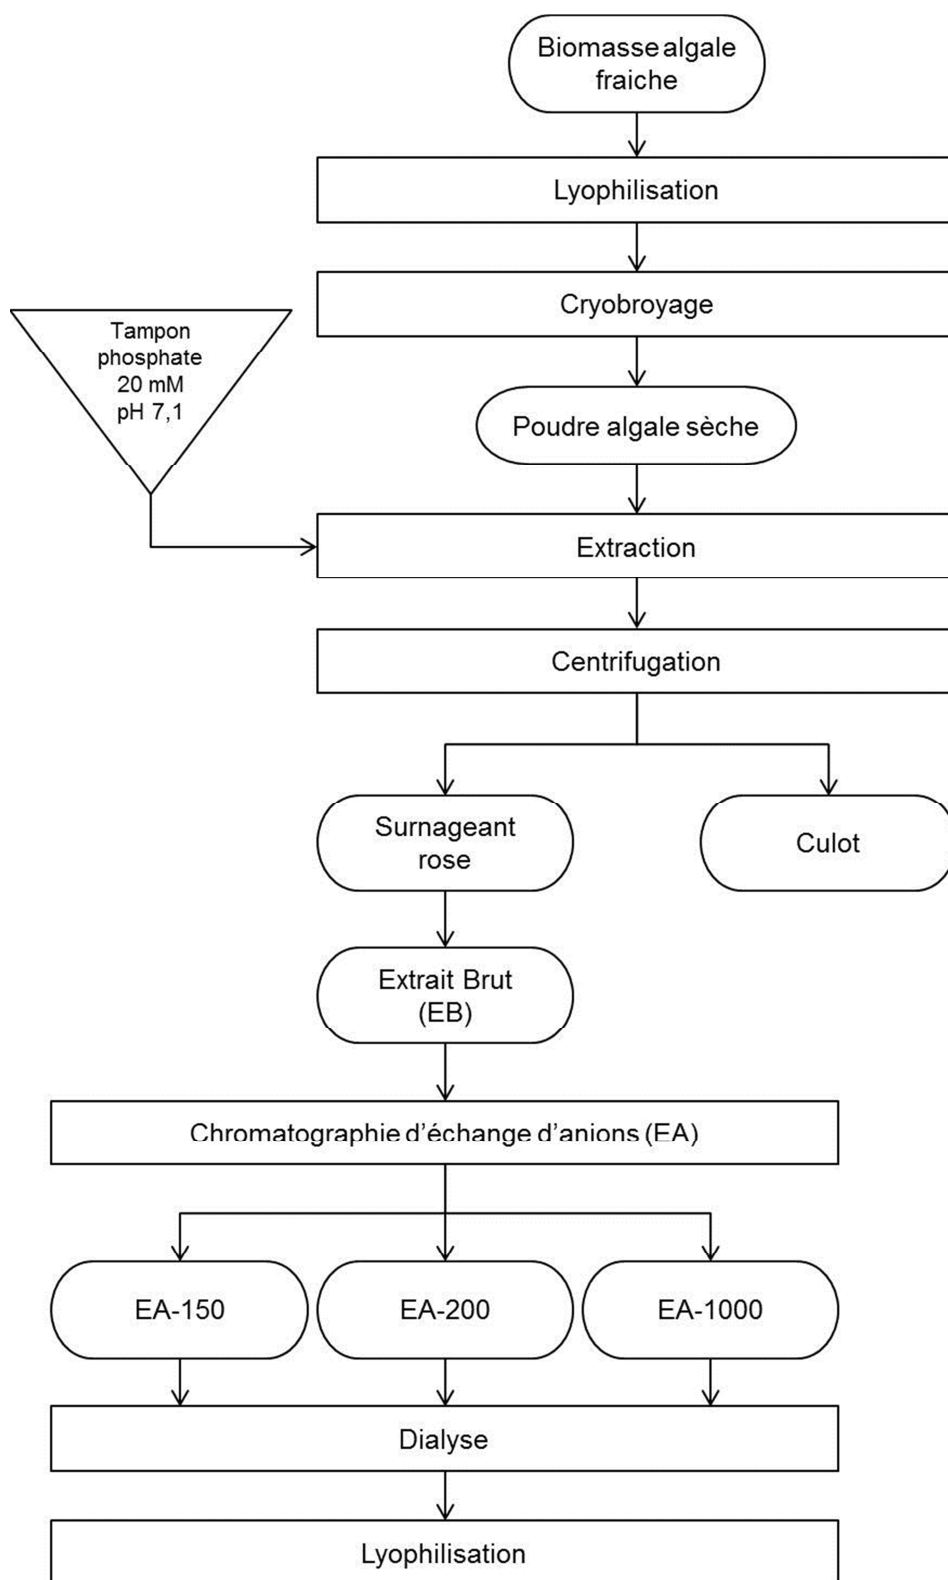 Biomasse algale
fraiche
Lyophilisation
Cryobroyage
Tampon
phosphate
20 mM
pH 7,1
Poudre algale sèche
Extraction
Centrifugation
Surnageant
rose
Culot
Extrait Brut
(EB)
Chromatographie d'échange d'anions (EA)
EA-150
EA-200
EA-1000
Dialyse
Lyophilisation